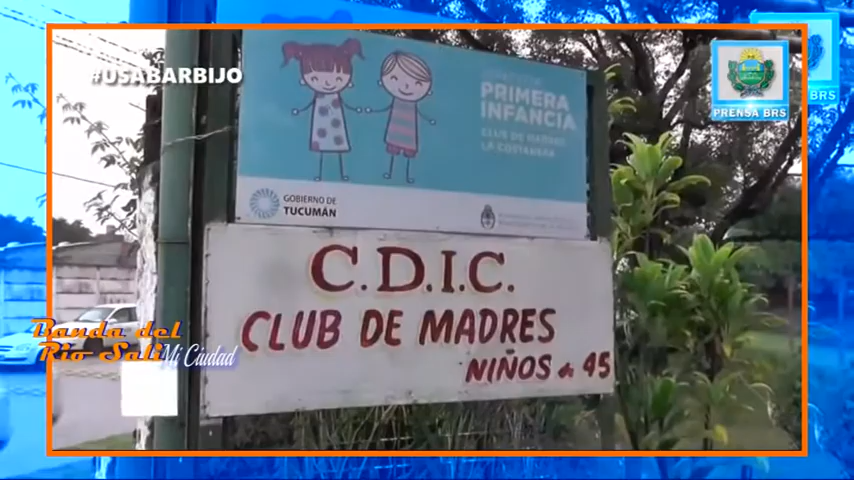 #USABARBIJO
PRIMERA
INFANCIA
CLUB DE MADRES
LA COSTANERA
GOBIERNO DE
TUCUMÁN
PRENSA BRS
BRS
C.D.I.C.
CLUB DE MADRES
NIÑOS de 45
Banda del
Río Salí
Mi Ciudad